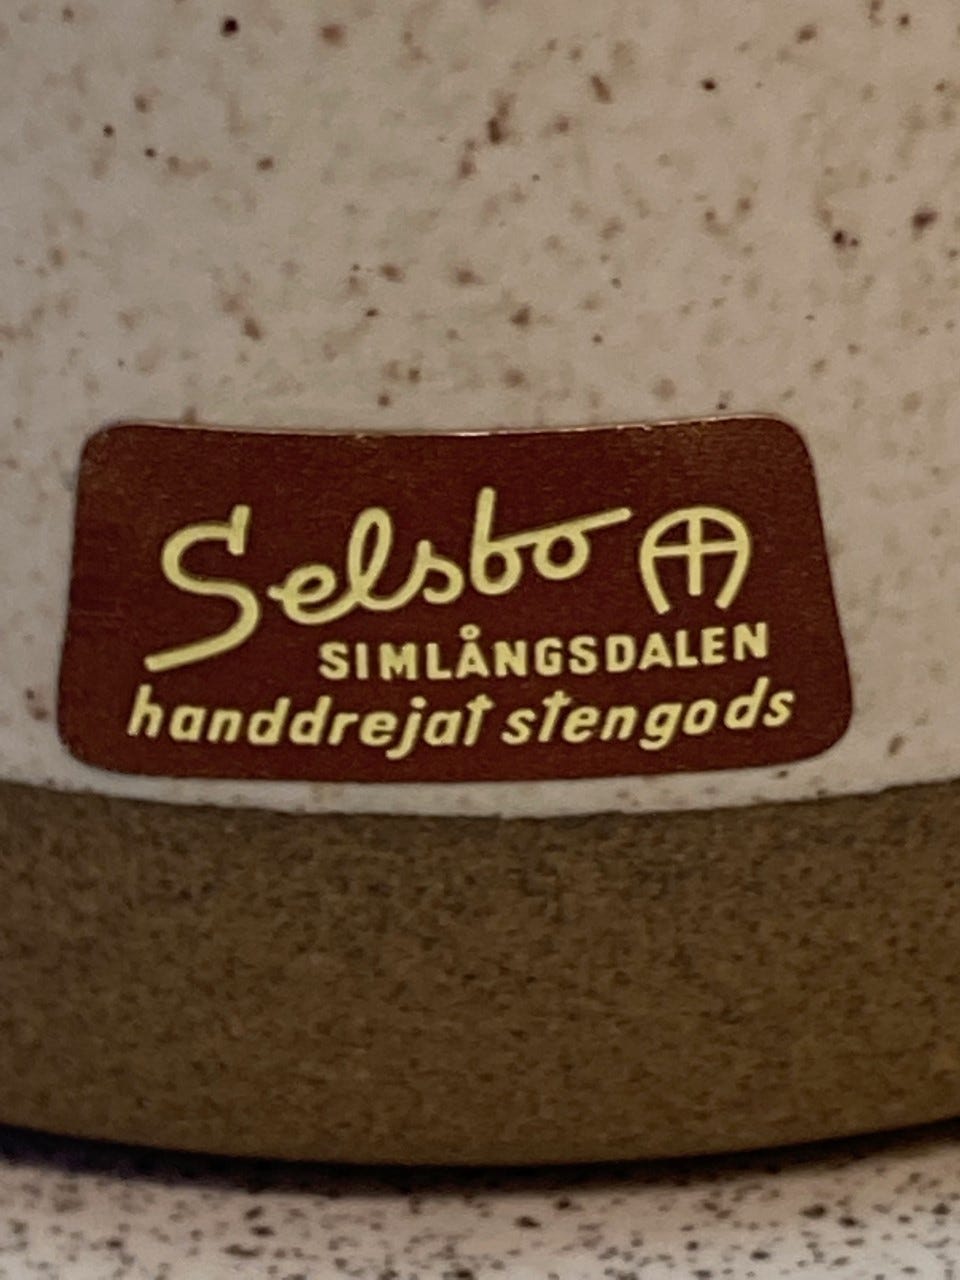 Selsbo
SIMLÅNGSDALEN
handdrejat stengods